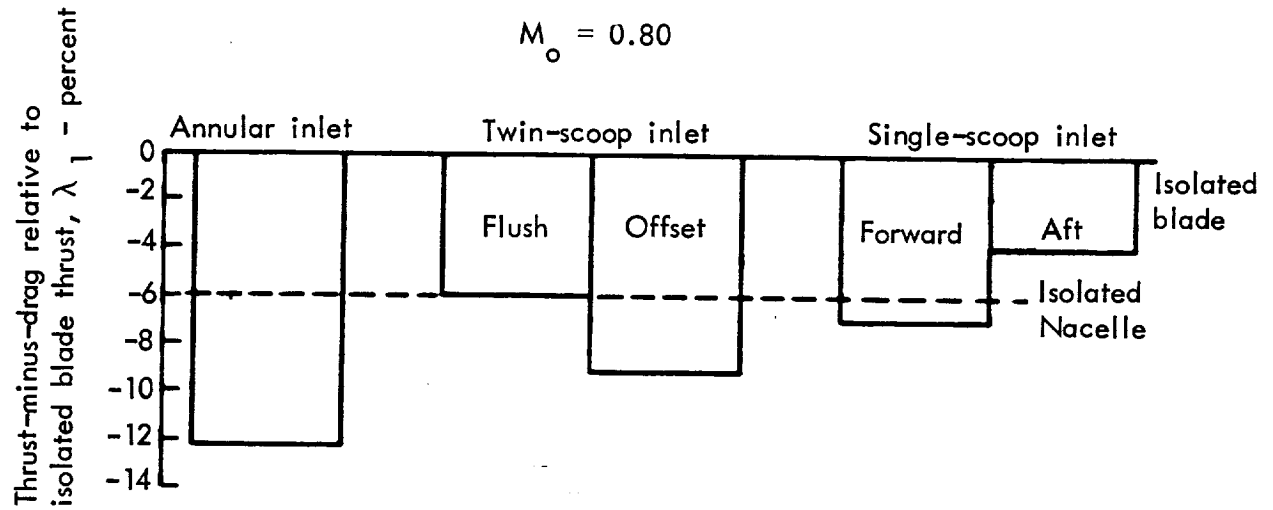 M_o = 0.80
Thrust-minus-drag relative to
isolated blade thrust, λ_1 - percent
Annular inlet
Twin-scoop inlet
Single-scoop inlet
0
-2
-4
-6
-8
-10
-12
-14
Flush
Offset
Forward
Aft
Isolated
blade
Isolated
Nacelle